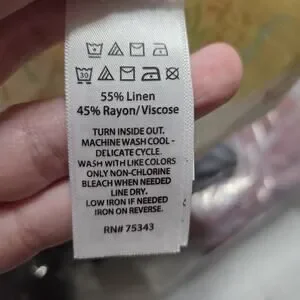 30
55% Linen
45% Rayon/Viscose
TURN INSIDE OUT.
MACHINE WASH COOL -
DELICATE CYCLE.
WASH WITH LIKE COLORS
ONLY NON-CHLORINE
BLEACH WHEN NEEDED
LINE DRY.
LOW IRON IF NEEDED
IRON ON REVERSE.
RN# 75343